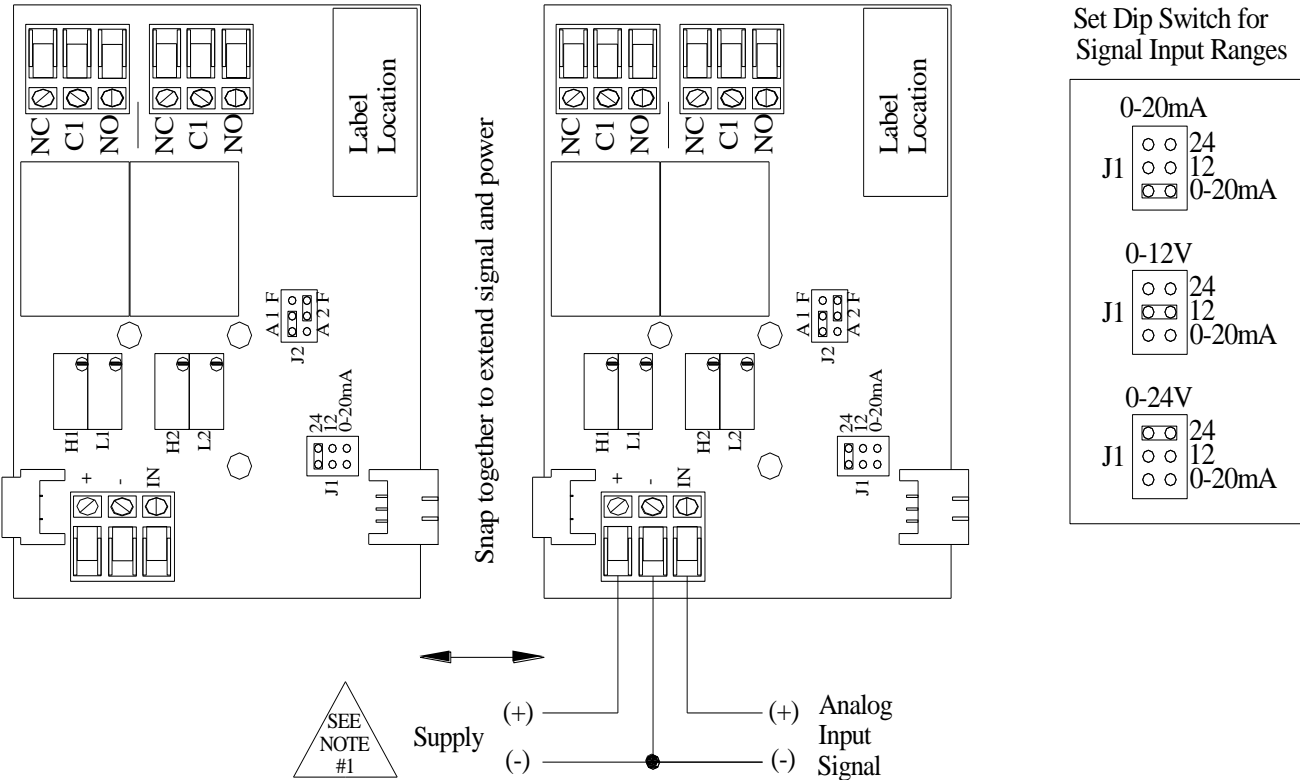 NC C1 NO NC C1 NO
Label
Location
A 1 F
A 2 F
J2
H1 L1 H2 L2
24
12
0-20mA
J1
+ - IN
Snap together to extend signal and power
NC C1 NO NC C1 NO
Label
Location
A 1 F
A 2 F
J2
H1 L1 H2 L2
24
12
0-20mA
J1
+ - IN
SEE
NOTE
#1
Supply
(+)
(-)
(+)
(-)
Analog
Input
Signal
Set Dip Switch for
Signal Input Ranges
0-20mA
J1
24
12
0-20mA
0-12V
J1
24
12
0-20mA
0-24V
J1
24
12
0-20mA